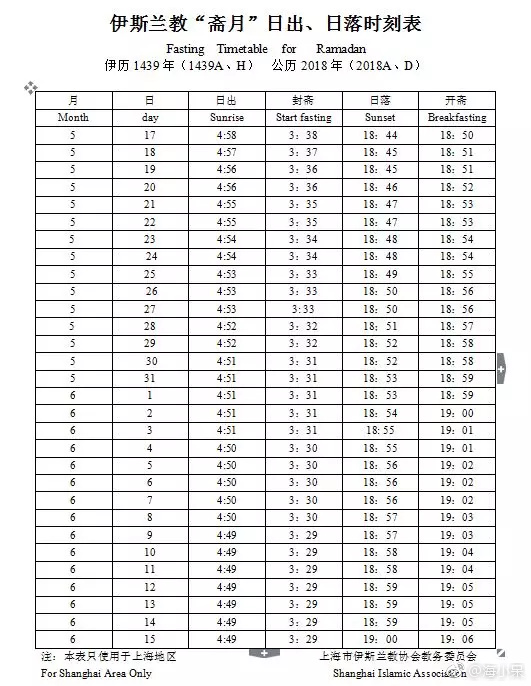 伊斯兰教“斋月”日出、日落时刻表
Fasting Timetable for Ramadan
伊历 1439 年（1439A、H） 公历 2018 年（2018A、D）
月 日 日出 封斋 日落 开斋
Month day Sunrise Start fasting Sunset Breakfasting
5 17 4:58 3：38 18：44 18：50
5 18 4:57 3：37 18：45 18：51
5 19 4:56 3：36 18：45 18：51
5 20 4:56 3：36 18：46 18：52
5 21 4:55 3：35 18：47 18：53
5 22 4:55 3：35 18：47 18：53
5 23 4:54 3：34 18：48 18：54
5 24 4:54 3：34 18：48 18：54
5 25 4:53 3：33 18：49 18：55
5 26 4:53 3：33 18：50 18：56
5 27 4:53 3:33 18：50 18：56
5 28 4:52 3：32 18：51 18：57
5 29 4:52 3：32 18：52 18：58
5 30 4:51 3：31 18：52 18：58
5 31 4:51 3：31 18：53 18：59
6 1 4:51 3：31 18：53 18：59
6 2 4:51 3：31 18：54 19：00
6 3 4:51 3：31 18:55 19：01
6 4 4:50 3：30 18：55 19：01
6 5 4:50 3：30 18：56 19：02
6 6 4:50 3：30 18：56 19：02
6 7 4:50 3：30 18：56 19：02
6 8 4:50 3：30 18：57 19：03
6 9 4:49 3：29 18：57 19：03
6 10 4:49 3：29 18：58 19：04
6 11 4:49 3：29 18：58 19：04
6 12 4:49 3：29 18：59 19：05
6 13 4:49 3：29 18：59 19：05
6 14 4:49 3：29 18：59 19：05
6 15 4:49 3：29 19：00 19：06
注：本表只使用于上海地区 上海市伊斯兰教协会教务委员会
For Shanghai Area Only Shanghai Islamic Association
@海小呆